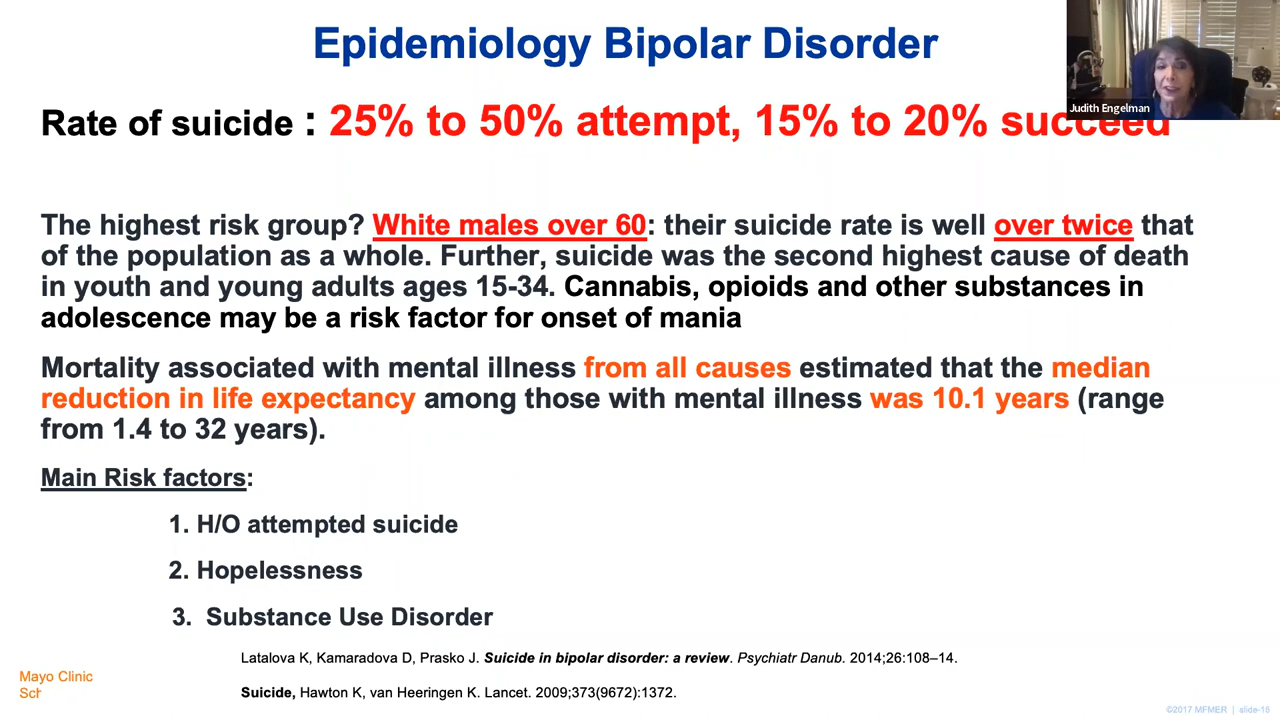 Epidemiology Bipolar Disorder
Judith Engelman
Rate of suicide : 25% to 50% attempt, 15% to 20% succeed
The highest risk group? White males over 60: their suicide rate is well over twice that
of the population as a whole. Further, suicide was the second highest cause of death
in youth and young adults ages 15-34. Cannabis, opioids and other substances in
adolescence may be a risk factor for onset of mania
Mortality associated with mental illness from all causes estimated that the median
reduction in life expectancy among those with mental illness was 10.1 years (range
from 1.4 to 32 years).
Main Risk factors:
1. H/O attempted suicide
2. Hopelessness
3. Substance Use Disorder
Latalova K, Kamaradova D, Prasko J. Suicide in bipolar disorder: a review. Psychiatr Danub. 2014;26:108–14.
Mayo Clinic
Suicide, Hawton K, van Heeringen K. Lancet. 2009;373(9672):1372.
©2017 MFMER | slide-16